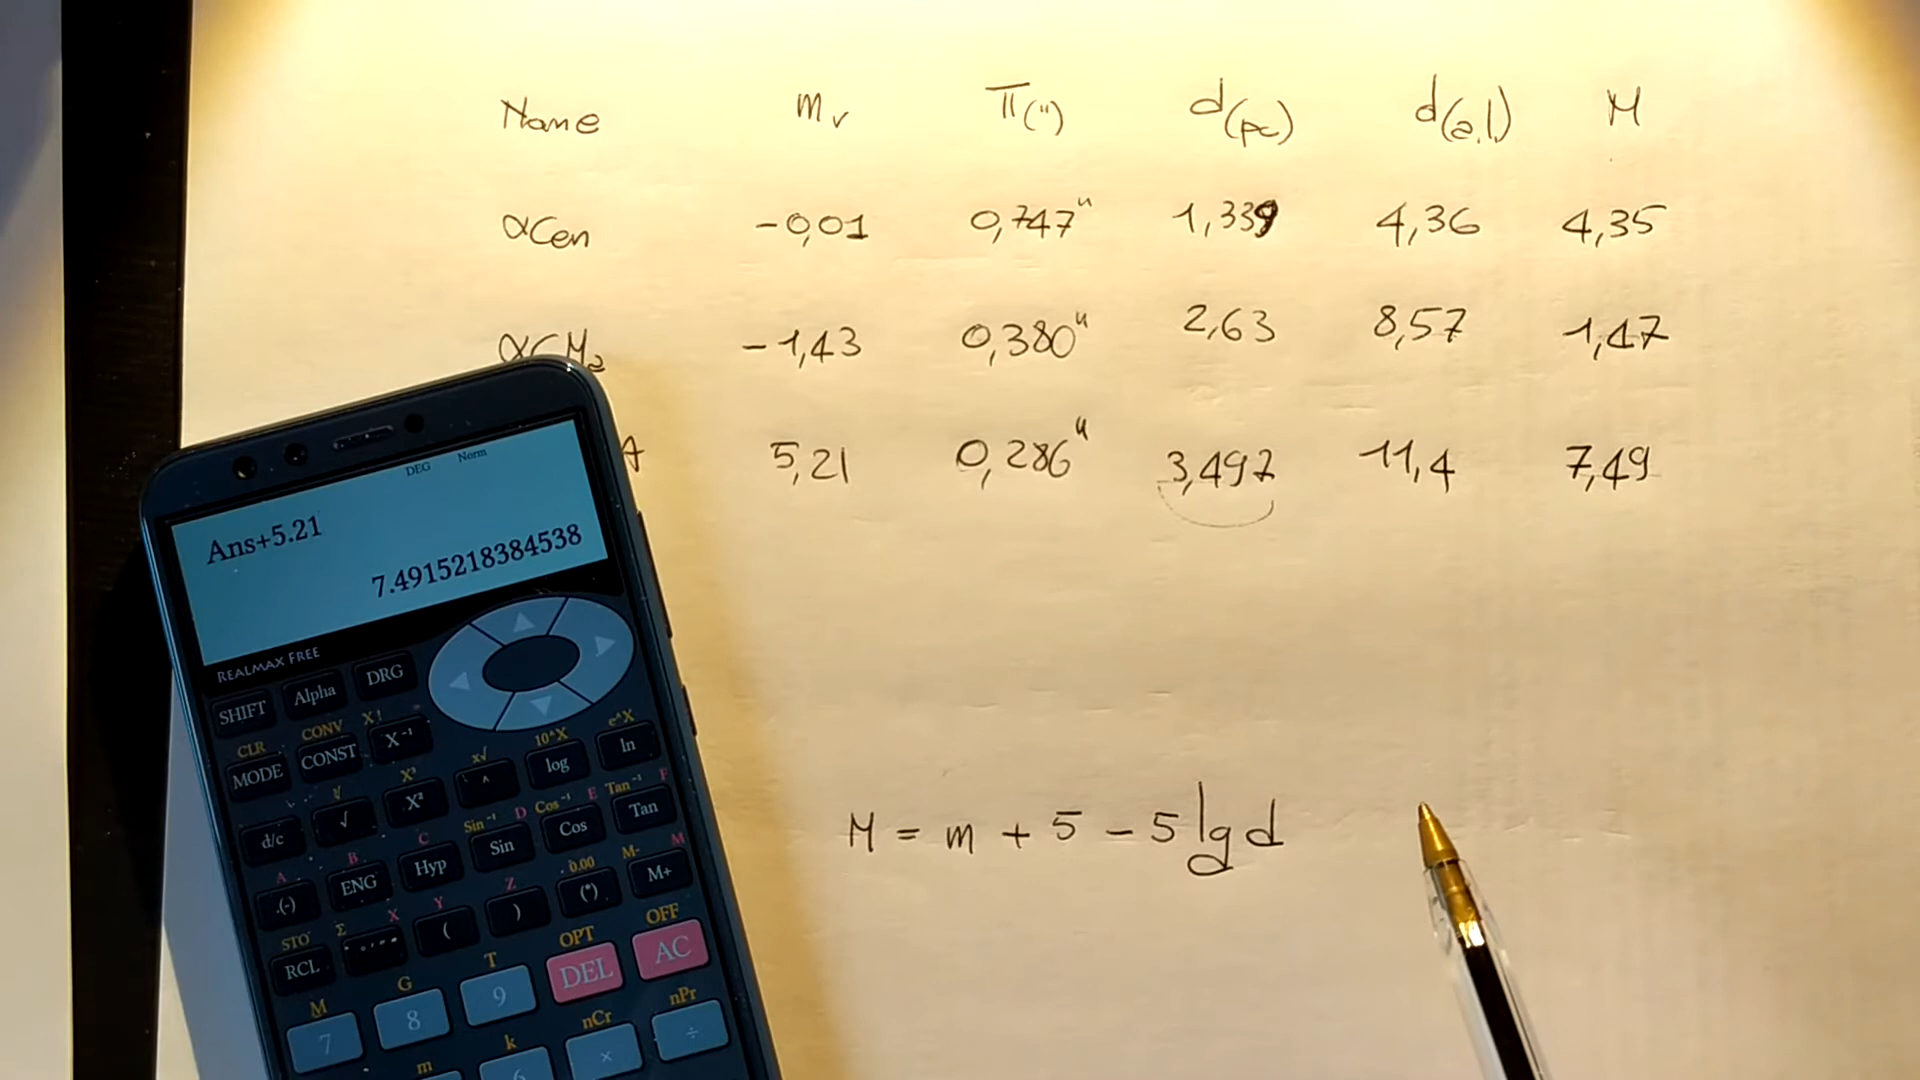 Name mv π(") d(pc) d(a.l.) M
αCen -0,01 0,747" 1,339 4,36 4,35
αCMa -1,43 0,380" 2,63 8,57 1,47
A 5,21 0,286" 3,497 11,4 7,49
M = m + 5 - 5 lg d
DEG Norm
Ans+5.21
7.4915218384538
REALMAX FREE
SHIFT Alpha DRG
CLR CONV X! 10^X e^X
MODE CONST X⁻¹ log ln
X³ x√ Sin⁻¹ D Cos⁻¹ E Tan⁻¹ F
d/c √ X² ^ Sin Cos Tan
A B C 0.00 M- M
.(-) ENG Hyp (*) M+
STO Σ X Y Z OPT OFF
RCL ° ' " ( ) DEL AC
M G T nCr nPr
7 8 9 × ÷
m k
6